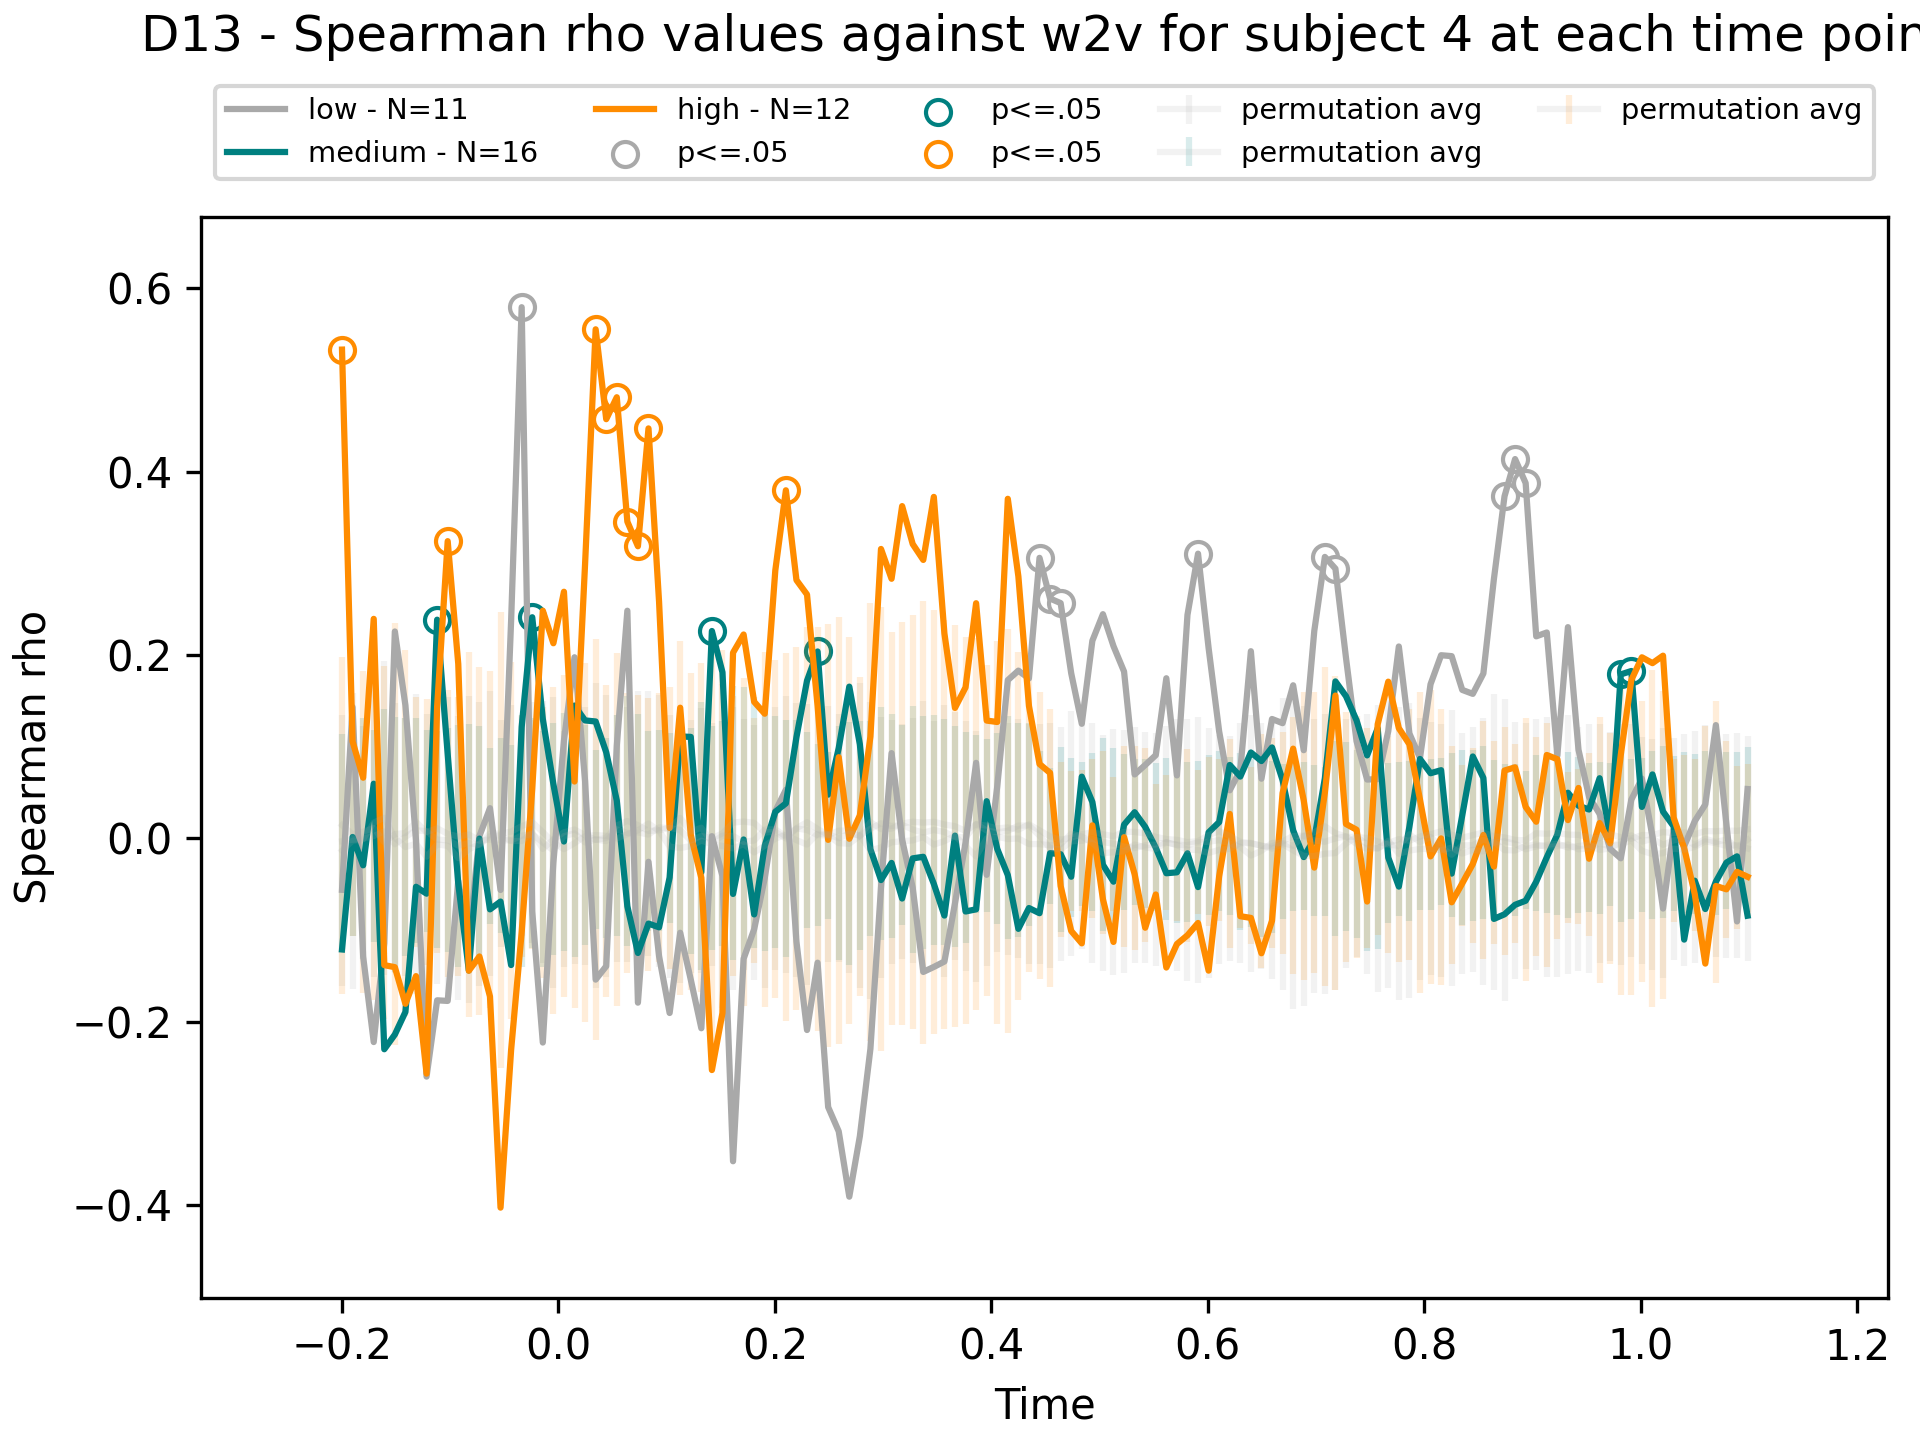 D13 - Spearman rho values against w2v for subject 4 at each time poin
low - N=11
medium - N=16
high - N=12
p<=.05
p<=.05
p<=.05
permutation avg
permutation avg
permutation avg
Spearman rho
0.6
0.4
0.2
0.0
−0.2
−0.4
−0.2
0.0
0.2
0.4
0.6
0.8
1.0
1.2
Time